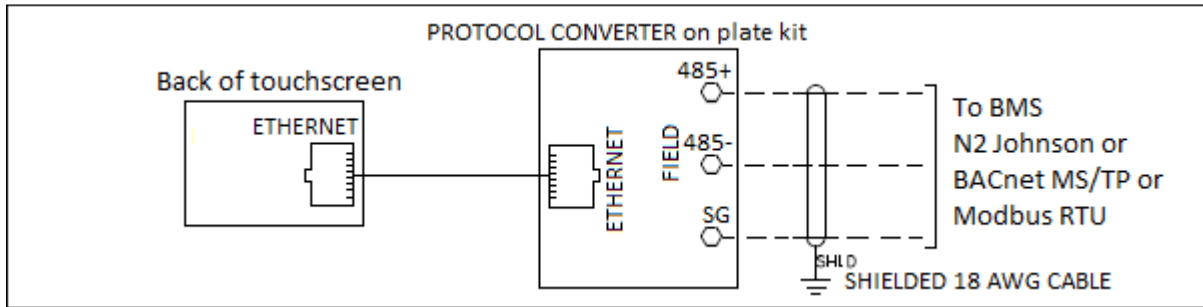 PROTOCOL CONVERTER on plate kit
Back of touchscreen
ETHERNET
ETHERNET
FIELD
485+
485-
SG
To BMS
N2 Johnson or
BACnet MS/TP or
Modbus RTU
SHLD
SHIELDED 18 AWG CABLE